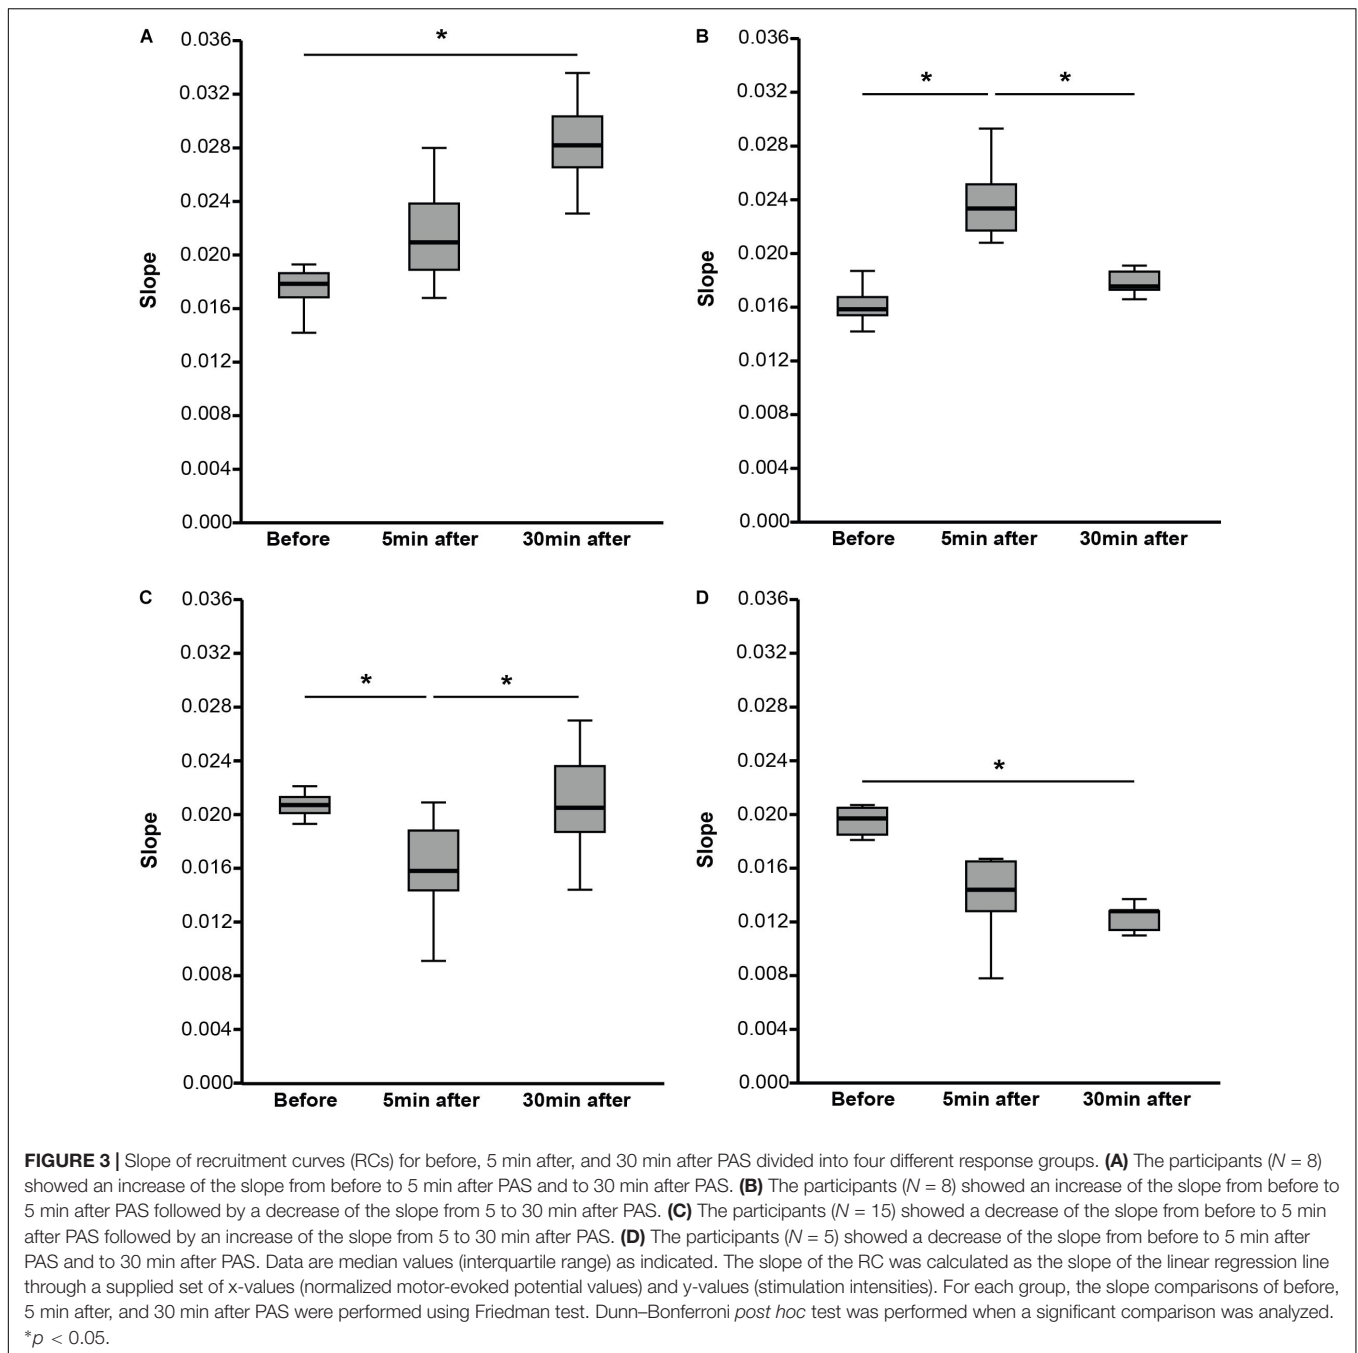 A
0.036
0.032
0.028
0.024
0.020
0.016
0.012
0.008
0.004
0.000
Slope
*
Before 5min after 30min after
B
0.036
0.032
0.028
0.024
0.020
0.016
0.012
0.008
0.004
0.000
Slope
* *
Before 5min after 30min after
C
0.036
0.032
0.028
0.024
0.020
0.016
0.012
0.008
0.004
0.000
Slope
* *
Before 5min after 30min after
D
0.036
0.032
0.028
0.024
0.020
0.016
0.012
0.008
0.004
0.000
Slope
*
Before 5min after 30min after
FIGURE 3 | Slope of recruitment curves (RCs) for before, 5 min after, and 30 min after PAS divided into four different response groups. (A) The participants (N = 8)
showed an increase of the slope from before to 5 min after PAS and to 30 min after PAS. (B) The participants (N = 8) showed an increase of the slope from before to
5 min after PAS followed by a decrease of the slope from 5 to 30 min after PAS. (C) The participants (N = 15) showed a decrease of the slope from before to 5 min
after PAS followed by an increase of the slope from 5 to 30 min after PAS. (D) The participants (N = 5) showed a decrease of the slope from before to 5 min after
PAS and to 30 min after PAS. Data are median values (interquartile range) as indicated. The slope of the RC was calculated as the slope of the linear regression line
through a supplied set of x-values (normalized motor-evoked potential values) and y-values (stimulation intensities). For each group, the slope comparisons of before,
5 min after, and 30 min after PAS were performed using Friedman test. Dunn–Bonferroni post hoc test was performed when a significant comparison was analyzed.
*p < 0.05.